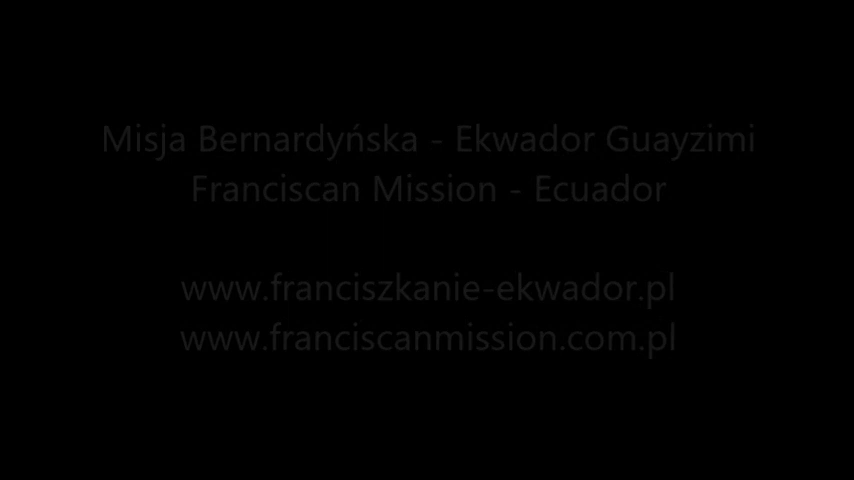 Misja Bernardyńska - Ekwador Guayzimi
Franciscan Mission - Ecuador
www.franciszkanie-ekwador.pl
www.franciscanmission.com.pl